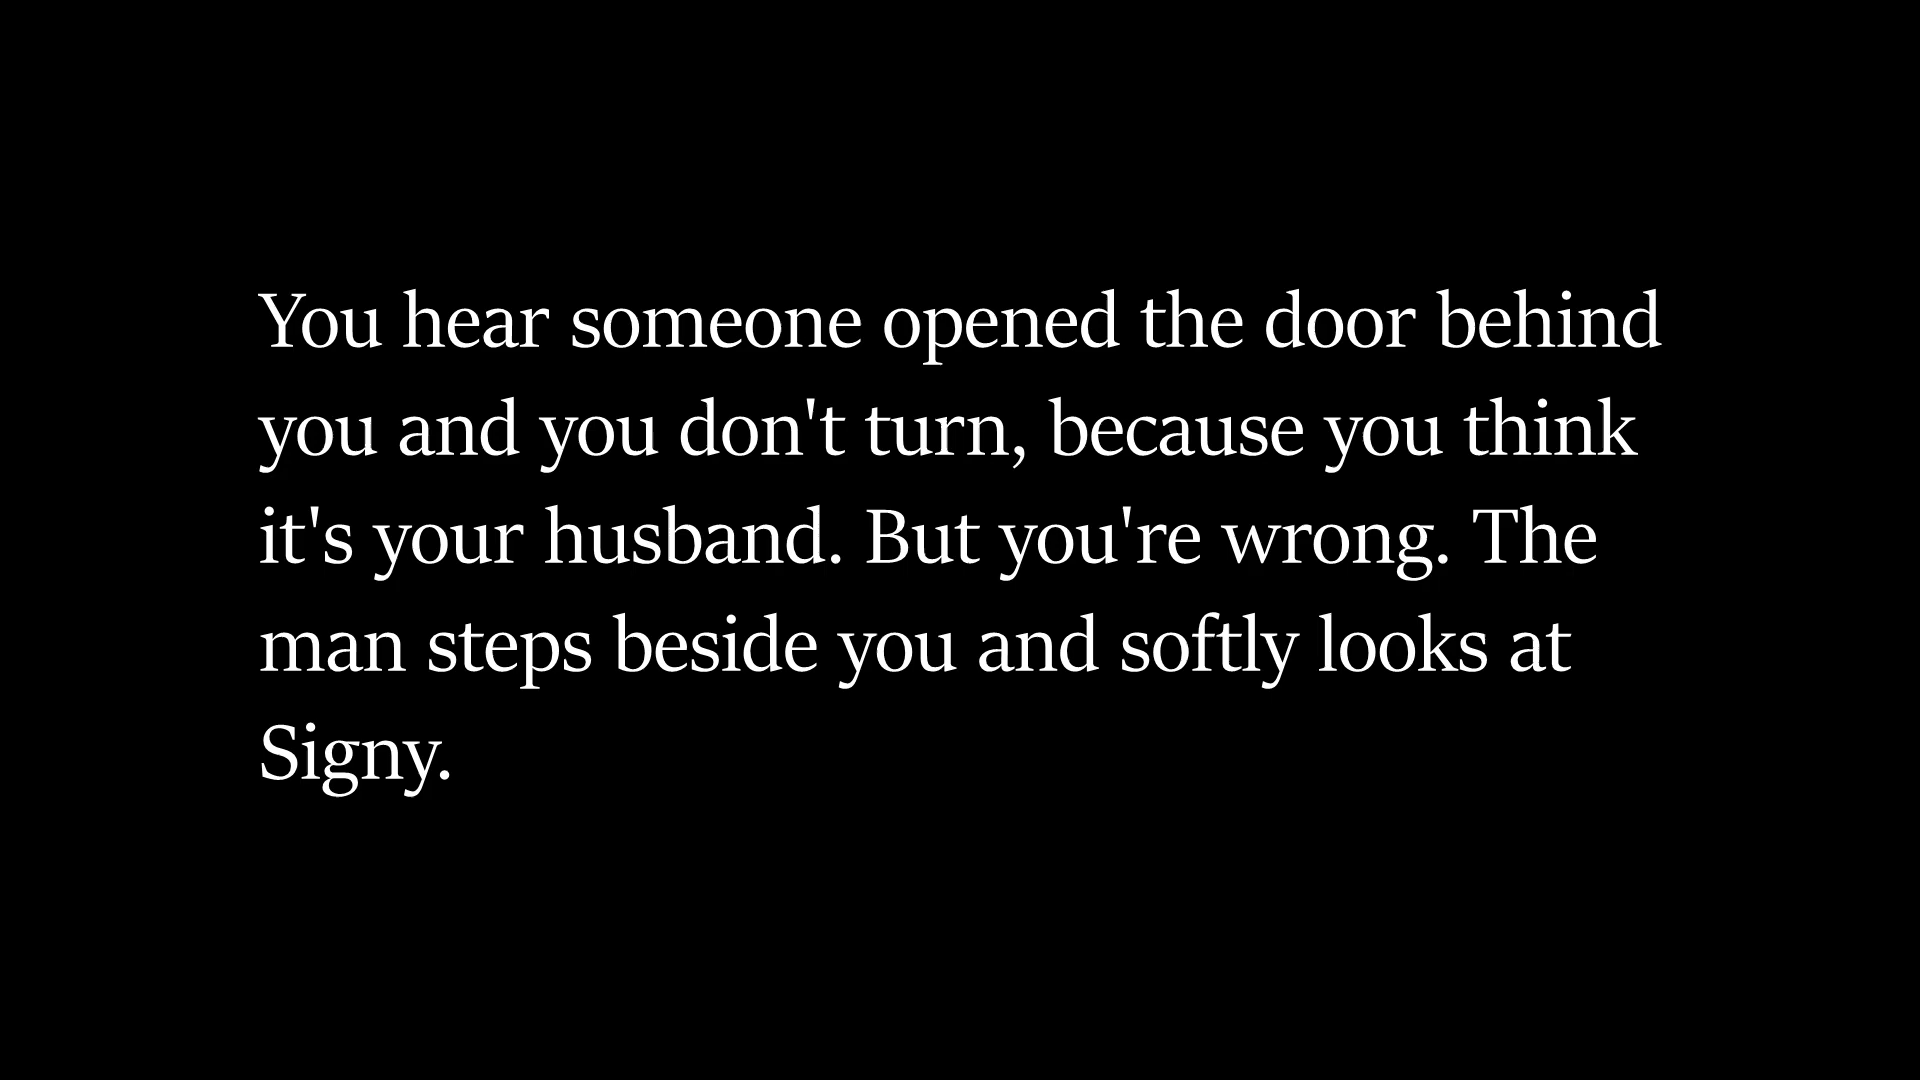 You hear someone opened the door behind
you and you don't turn, because you think
it's your husband. But you're wrong. The
man steps beside you and softly looks at
Signy.